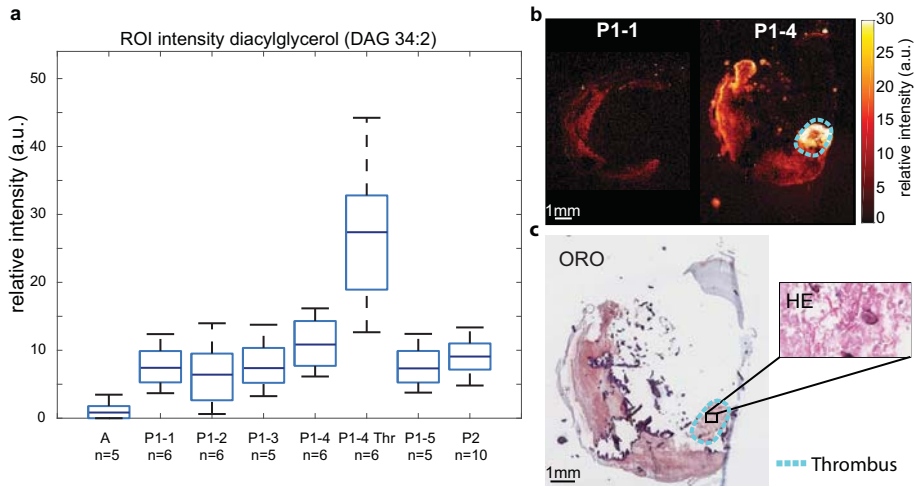 a
ROI intensity diacylglycerol (DAG 34:2)
relative intensity (a.u.)
50
40
30
20
10
0
A P1-1 P1-2 P1-3 P1-4 P1-4 Thr P1-5 P2
n=5 n=6 n=6 n=5 n=6 n=6 n=5 n=10
b
P1-1 P1-4
1mm
30
25
20
15
10
5
0
relative intensity (a.u.)
c
ORO
HE
1mm
Thrombus